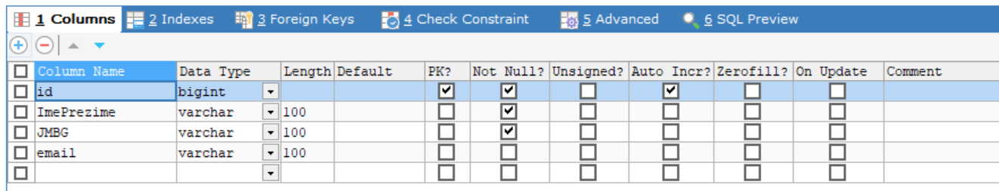 1 Columns 2 Indexes 3 Foreign Keys 4 Check Constraint 5 Advanced 6 SQL Preview
Column Name Data Type Length Default PK? Not Null? Unsigned? Auto Incr? Zerofill? On Update Comment
id bigint
ImePrezime varchar 100
JMBG varchar 100
email varchar 100